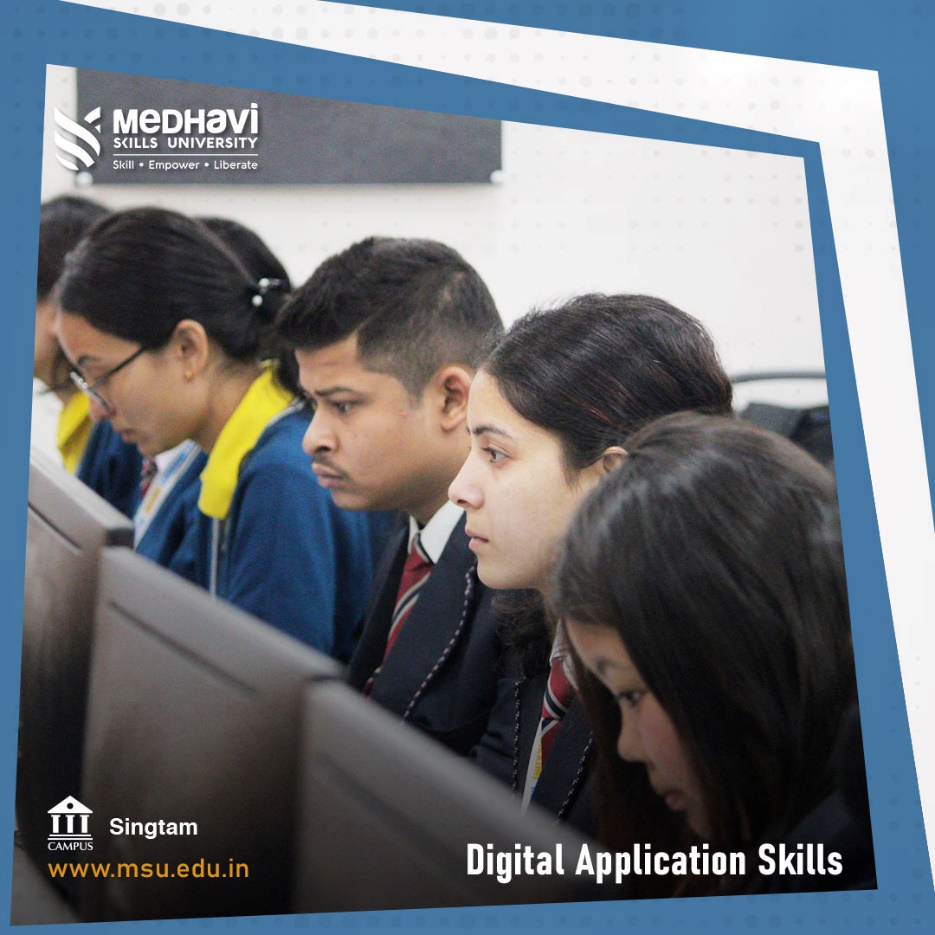 MEDHAVI
SKILLS UNIVERSITY
Skill • Empower • Liberate
CAMPUS
Singtam
www.msu.edu.in
Digital Application Skills